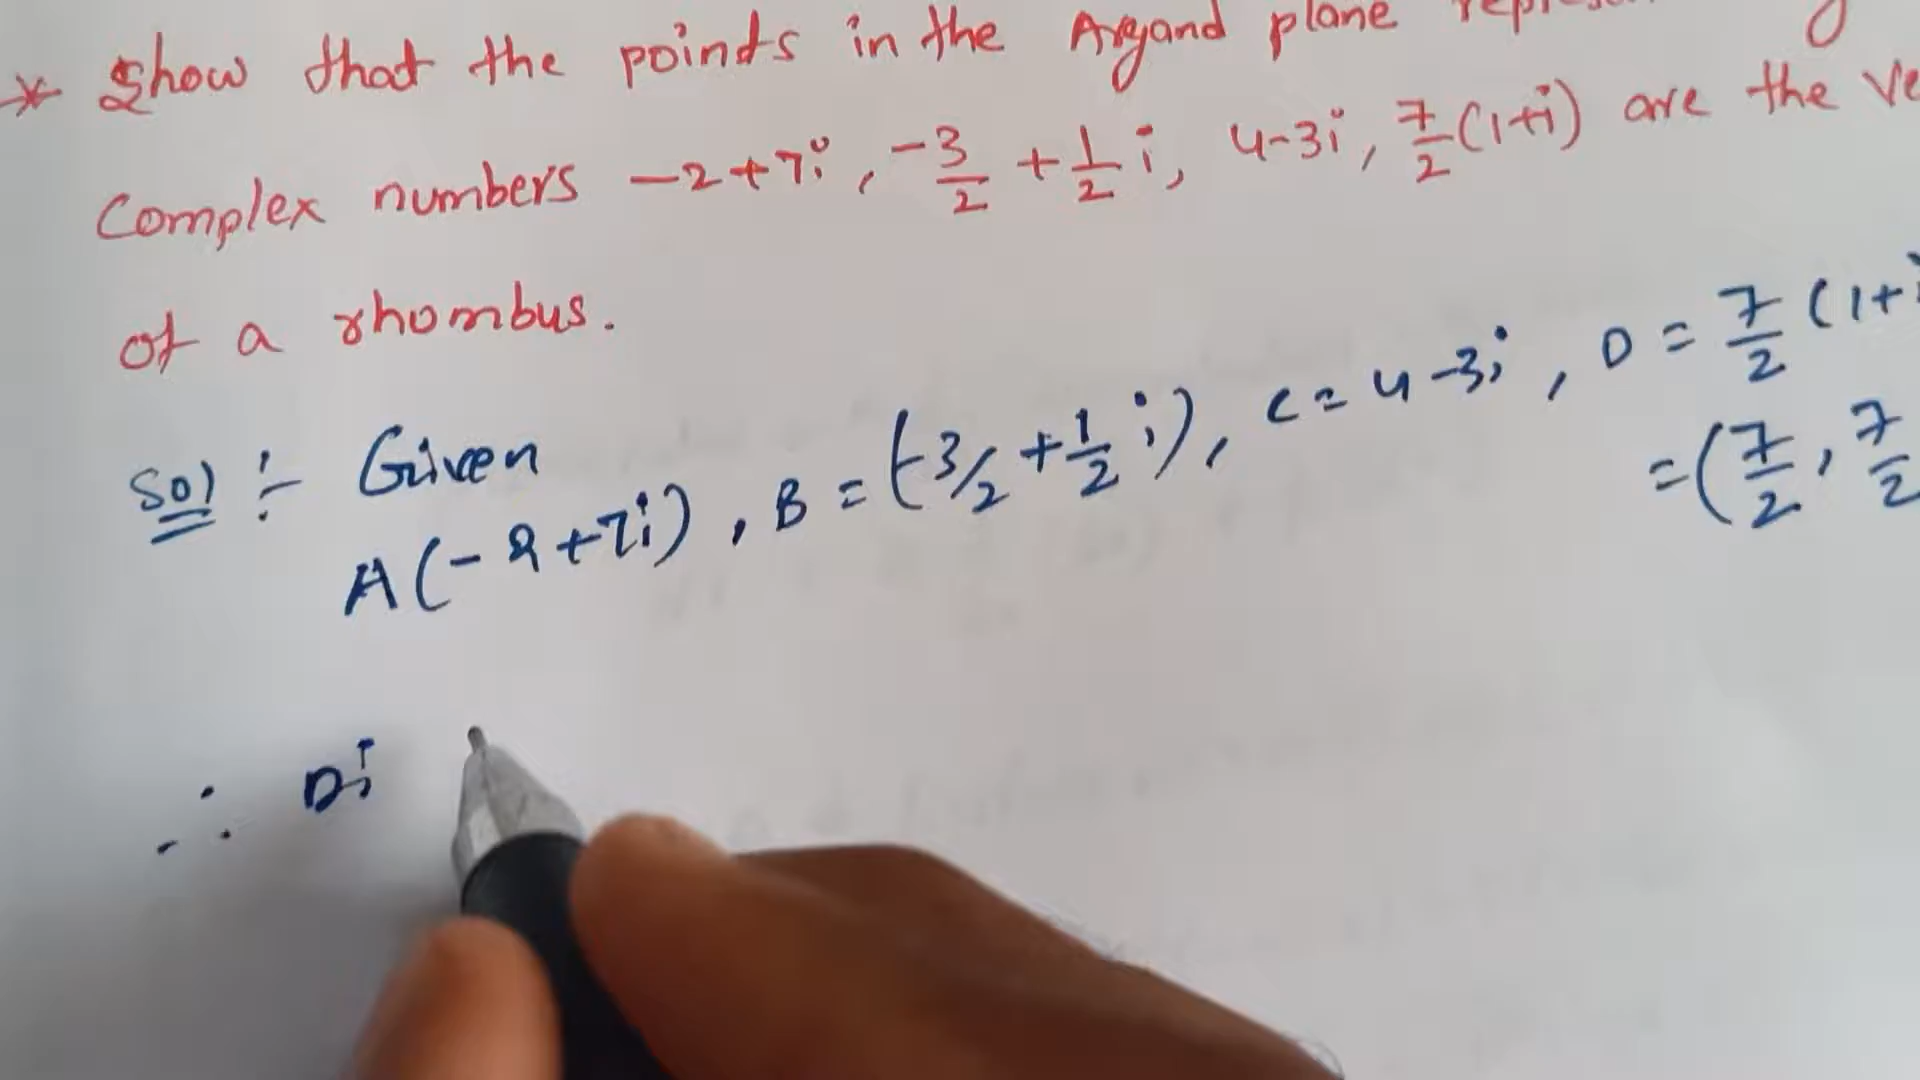 * Show that the points in the Argand plane
Complex numbers -2+7i, -3/2 + 1/2 i, 4-3i, 7/2 (1+i) are the
of a rhombus.
Sol :- Given
A(-2+7i), B = (-3/2 + 1/2 i), C = 4-3i, D = 7/2 (1+i
= (7/2, 7/2
∴ Di